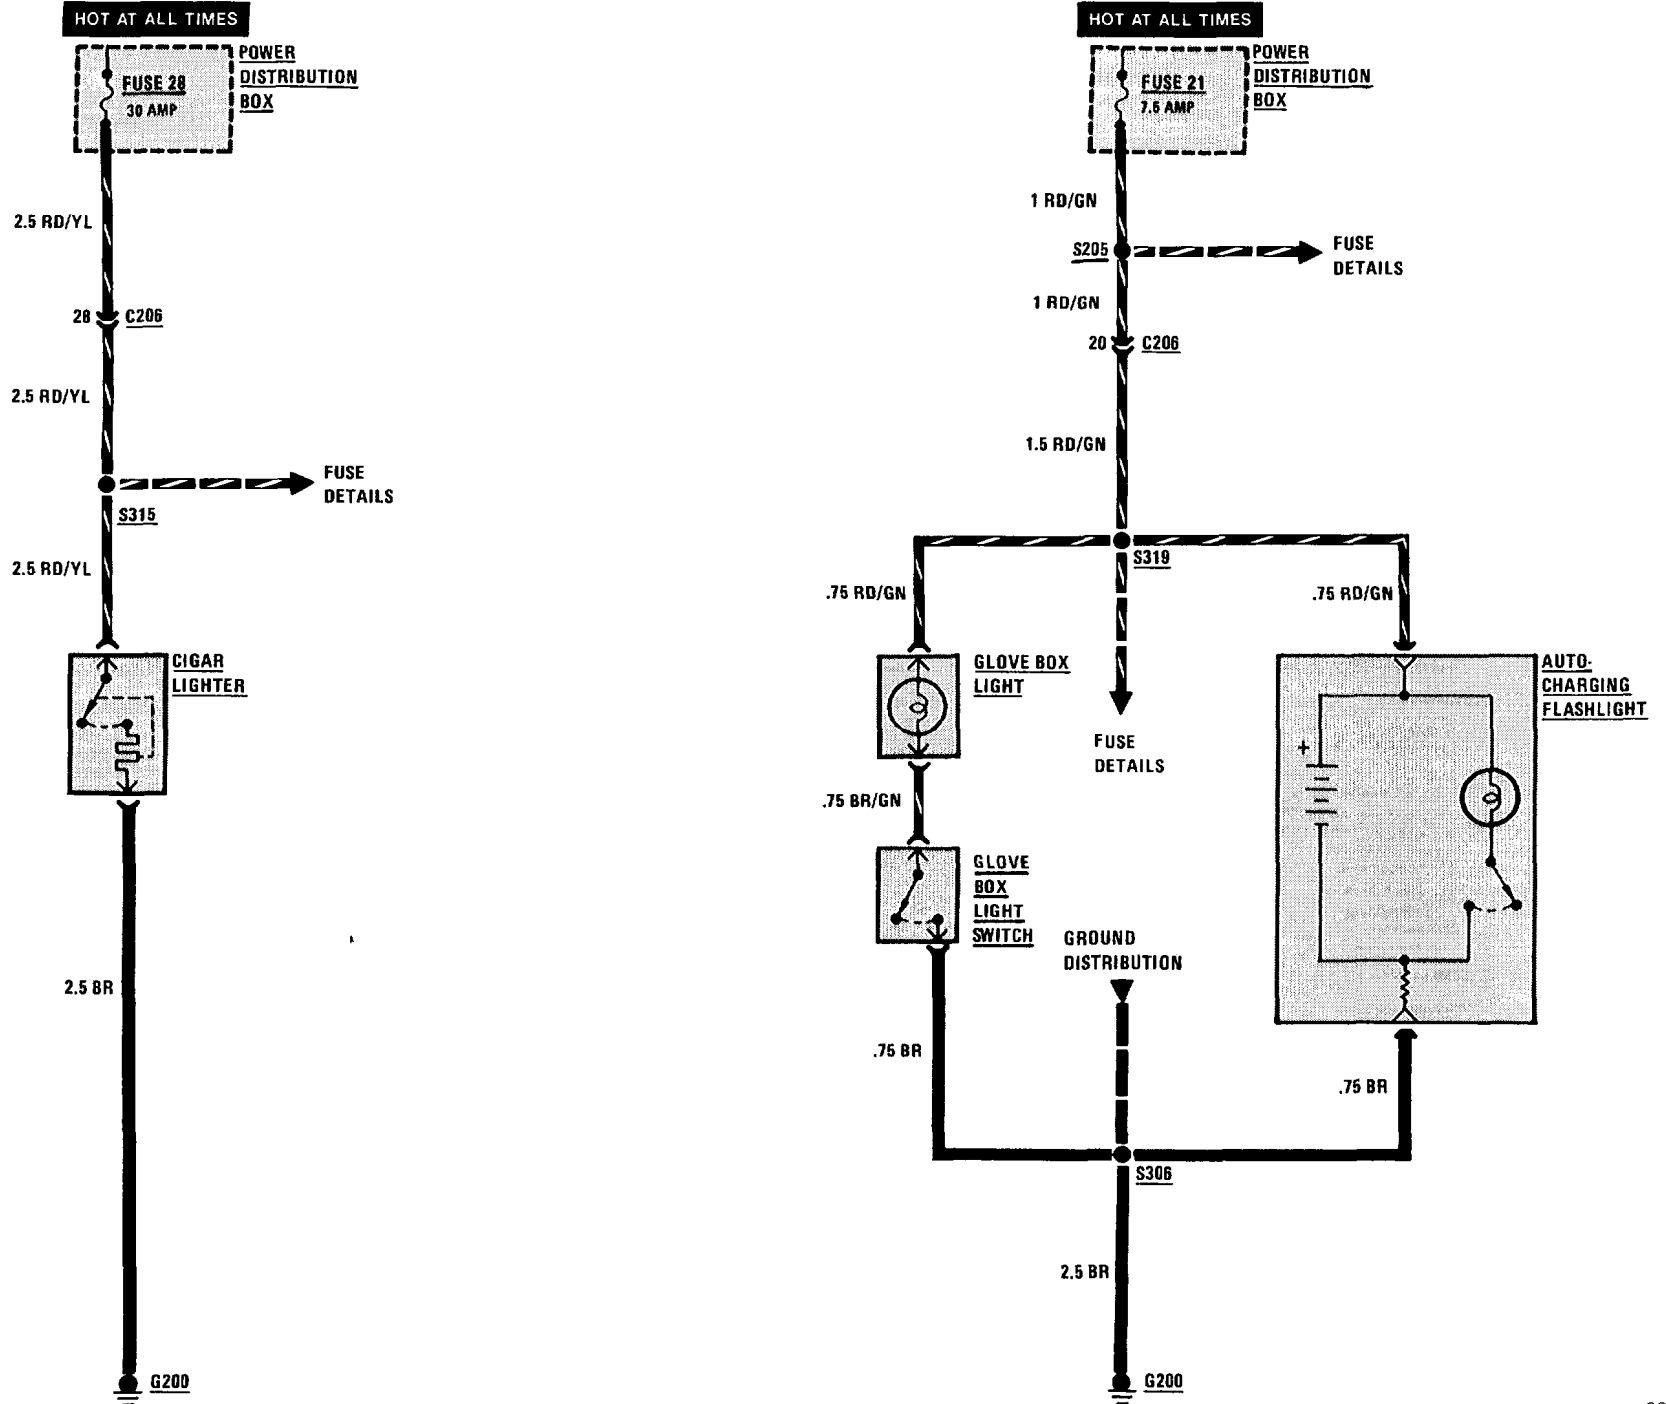 HOT AT ALL TIMES
POWER
DISTRIBUTION
BOX
FUSE 28
30 AMP
2.5 RD/YL
28
C206
2.5 RD/YL
FUSE
DETAILS
S315
2.5 RD/YL
CIGAR
LIGHTER
2.5 BR
G200
HOT AT ALL TIMES
POWER
DISTRIBUTION
BOX
FUSE 21
7.5 AMP
1 RD/GN
S205
FUSE
DETAILS
1 RD/GN
20
C206
1.5 RD/GN
S319
.75 RD/GN
.75 RD/GN
GLOVE BOX
LIGHT
AUTO-
CHARGING
FLASHLIGHT
FUSE
DETAILS
+
.75 BR/GN
GLOVE
BOX
LIGHT
SWITCH
GROUND
DISTRIBUTION
.75 BR
.75 BR
S306
2.5 BR
G200